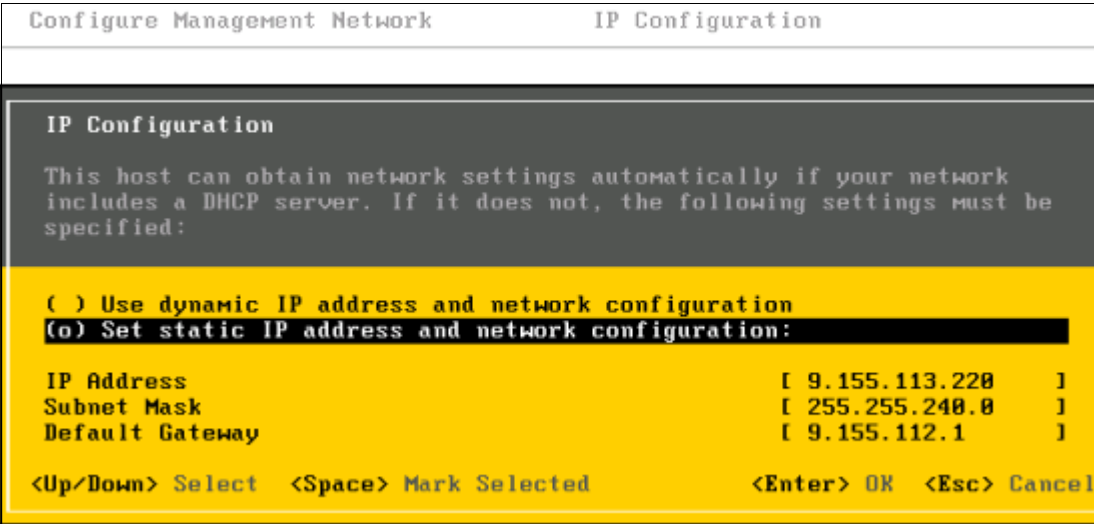 Configure Management Network IP Configuration
IP Configuration
This host can obtain network settings automatically if your network
includes a DHCP server. If it does not, the following settings must be
specified:
( ) Use dynamic IP address and network configuration
(o) Set static IP address and network configuration:
IP Address [ 9.155.113.220 ]
Subnet Mask [ 255.255.240.0 ]
Default Gateway [ 9.155.112.1 ]
<Up/Down> Select <Space> Mark Selected <Enter> OK <Esc> Cancel